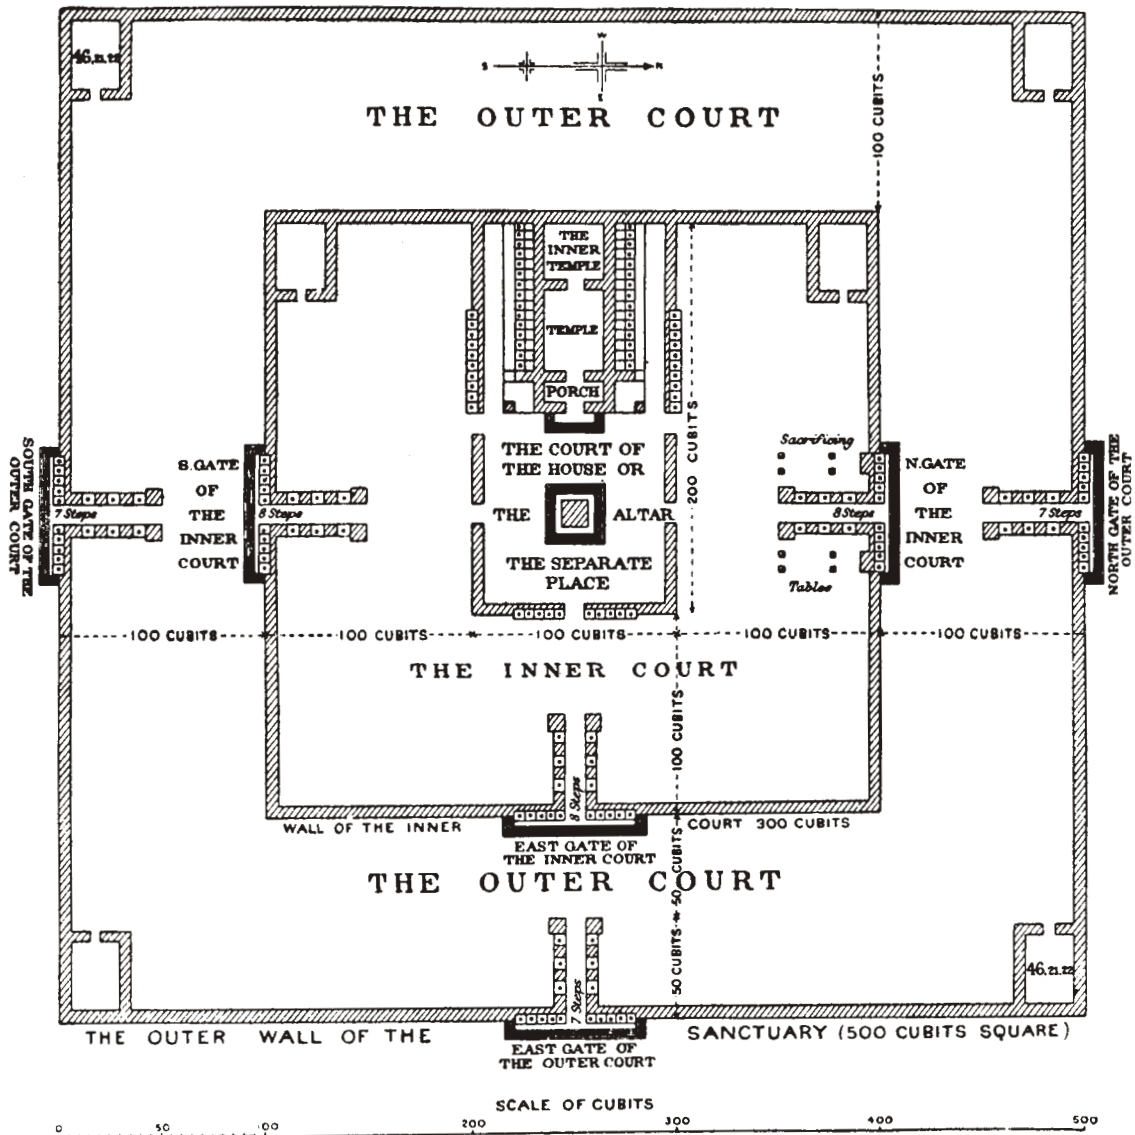 W
S N
E
46.21.22
THE OUTER COURT
100 CUBITS
THE
INNER
TEMPLE
TEMPLE
PORCH
200 CUBITS
THE COURT OF
THE HOUSE OR
THE ALTAR
THE SEPARATE
PLACE
Sacrificing
Tables
SOUTH GATE OF THE
OUTER COURT
7 Steps
S. GATE
OF
THE
INNER
COURT
8 Steps
8 Steps
N. GATE
OF
THE
INNER
COURT
7 Steps
NORTH GATE OF THE
OUTER COURT
100 CUBITS 100 CUBITS 100 CUBITS 100 CUBITS 100 CUBITS
THE INNER COURT
100 CUBITS
8 Steps
WALL OF THE INNER COURT 300 CUBITS
EAST GATE OF
THE INNER COURT
50 CUBITS
THE OUTER COURT
50 CUBITS
46.21.22
7 Steps
THE OUTER WALL OF THE SANCTUARY (500 CUBITS SQUARE)
EAST GATE OF
THE OUTER COURT
SCALE OF CUBITS
0 50 100 200 300 400 500